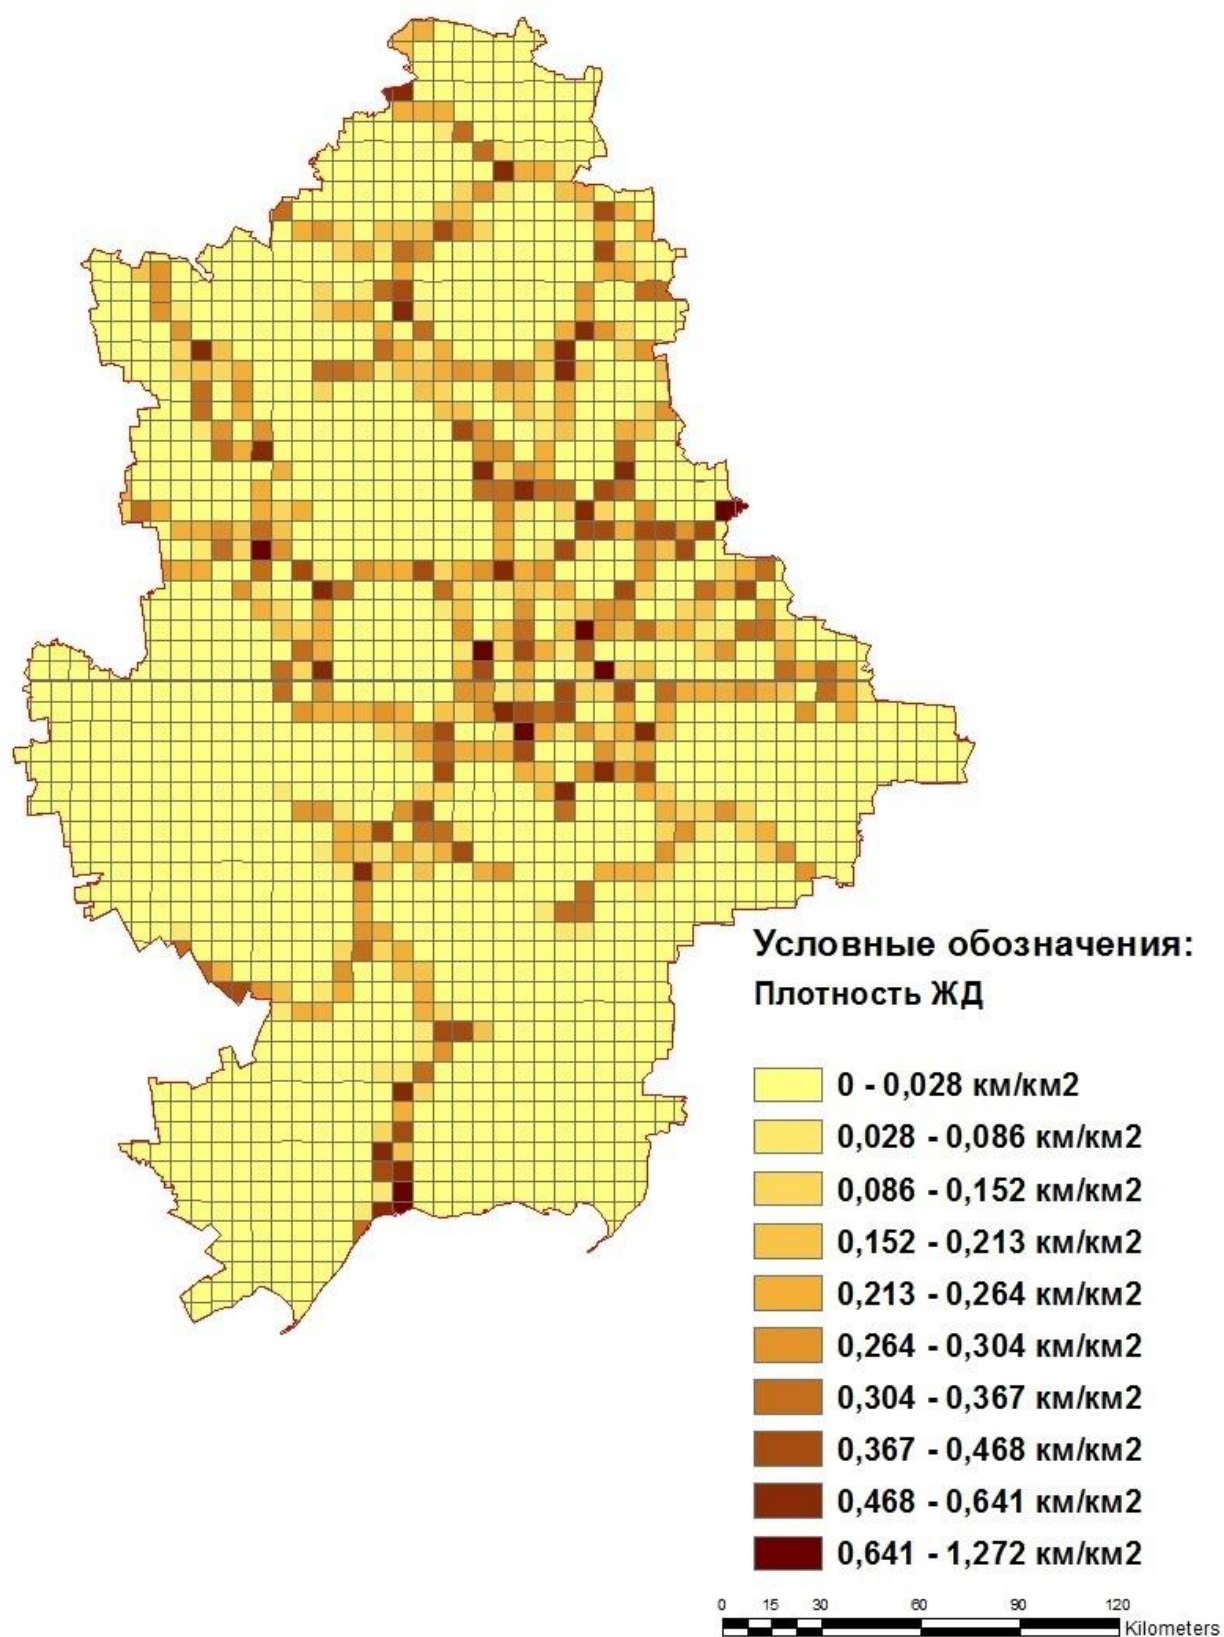 Условные обозначения:
Плотность ЖД
0 - 0,028 км/км2
0,028 - 0,086 км/км2
0,086 - 0,152 км/км2
0,152 - 0,213 км/км2
0,213 - 0,264 км/км2
0,264 - 0,304 км/км2
0,304 - 0,367 км/км2
0,367 - 0,468 км/км2
0,468 - 0,641 км/км2
0,641 - 1,272 км/км2
0 15 30 60 90 120
Kilometers